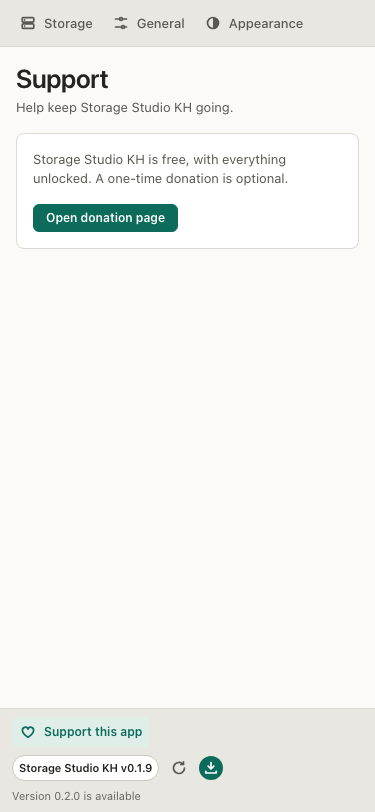 Storage
General
Appearance
Support
Help keep Storage Studio KH going.
Storage Studio KH is free, with everything
unlocked. A one-time donation is optional.
Open donation page
Support this app
Storage Studio KH v0.1.9
Version 0.2.0 is available